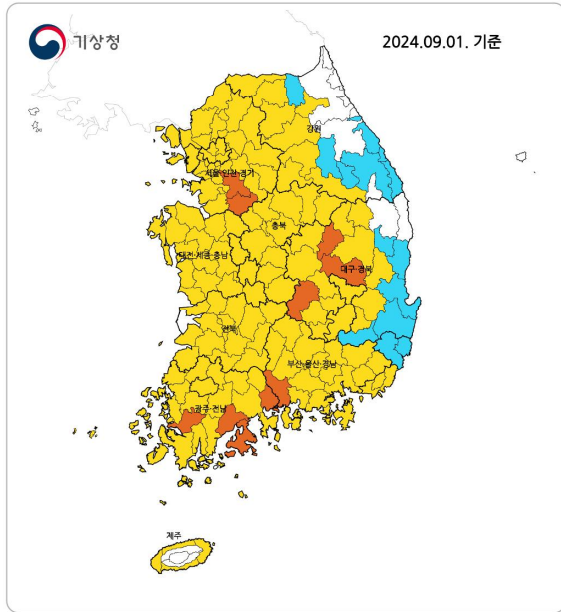 기상청
2024.09.01. 기준
강원
서울·인천·경기
충북
대전·세종·충남
대구·경북
전북
부산·울산·경남
광주·전남
제주